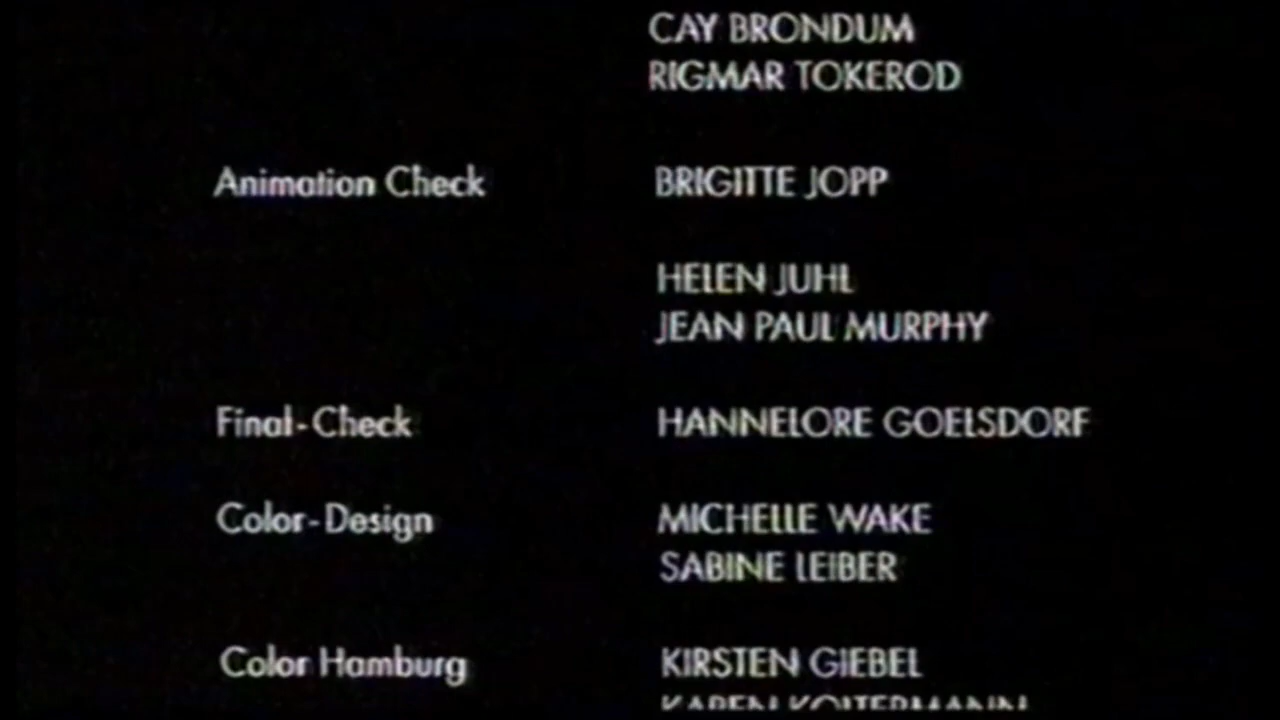 CAY BRONDUM
RIGMAR TOKEROD
Animation Check BRIGITTE JOPP
HELEN JUHL
JEAN PAUL MURPHY
Final-Check HANNELORE GOELSDORF
Color-Design MICHELLE WAKE
SABINE LEIBER
Color Hamburg KIRSTEN GIEBEL
KAREN